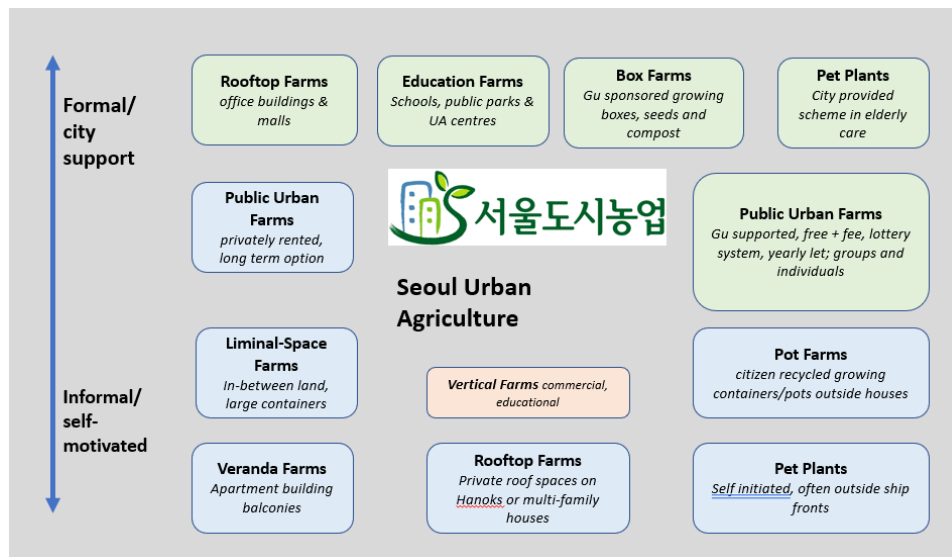 Formal/
city
support
Rooftop Farms
office buildings &
malls
Education Farms
Schools, public parks &
UA centres
Box Farms
Gu sponsored growing
boxes, seeds and
compost
Pet Plants
City provided
scheme in elderly
care
Public Urban
Farms
privately rented,
long term option
서울도시농업
Seoul Urban
Agriculture
Public Urban Farms
Gu supported, free + fee, lottery
system, yearly let; groups and
individuals
Informal/
self-
motivated
Liminal-Space
Farms
In-between land,
large containers
Vertical Farms commercial,
educational
Pot Farms
citizen recycled growing
containers/pots outside houses
Veranda Farms
Apartment building
balconies
Rooftop Farms
Private roof spaces on
Hanoks or multi-family
houses
Pet Plants
Self initiated, often outside ship
fronts